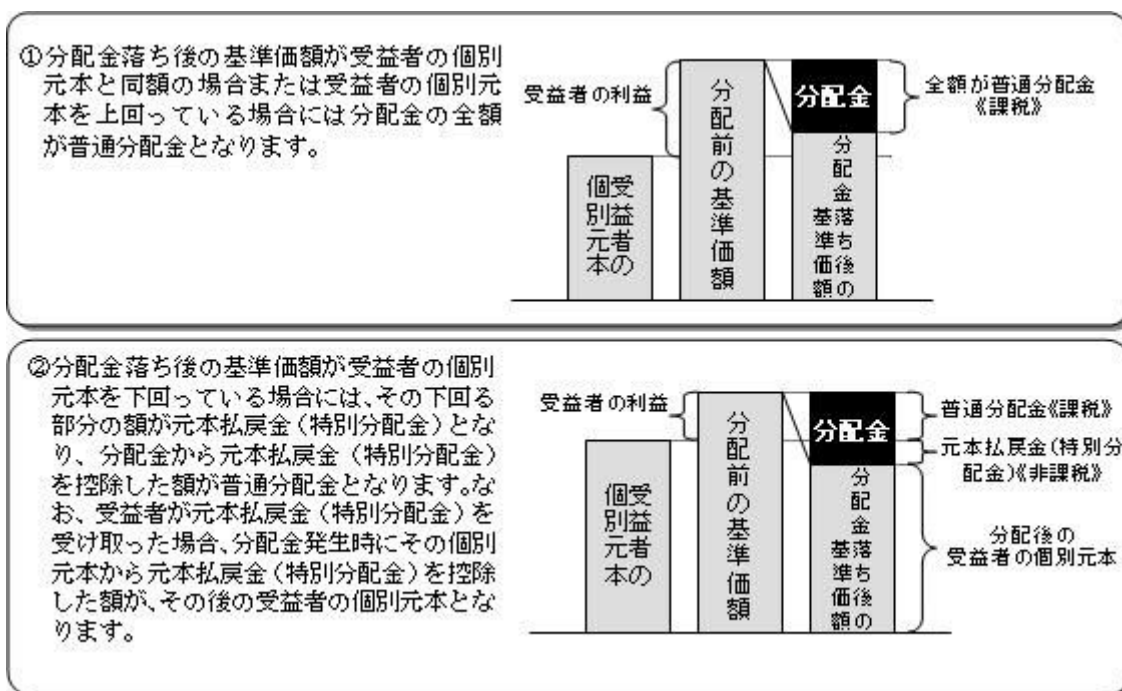 ①分配金落ち後の基準価額が受益者の個別
元本と同額の場合または受益者の個別元
本を上回っている場合には分配金の全額
が普通分配金となります。
受益者の利益
受益者の
個別元本
分配前の基準価額
分配金
分配金落ち後の
基準価額
全額が普通分配金
《課税》
②分配金落ち後の基準価額が受益者の個別
元本を下回っている場合には、その下回る
部分の額が元本払戻金（特別分配金）とな
り、分配金から元本払戻金（特別分配金）
を控除した額が普通分配金となります。な
お、受益者が元本払戻金（特別分配金）を
受け取った場合、分配金発生時にその個別
元本から元本払戻金（特別分配金）を控除
した額が、その後の受益者の個別元本とな
ります。
受益者の利益
受益者の
個別元本
分配前の基準価額
分配金
分配金落ち後の
基準価額
普通分配金《課税》
元本払戻金（特別分
配金）《非課税》
分配後の
受益者の個別元本